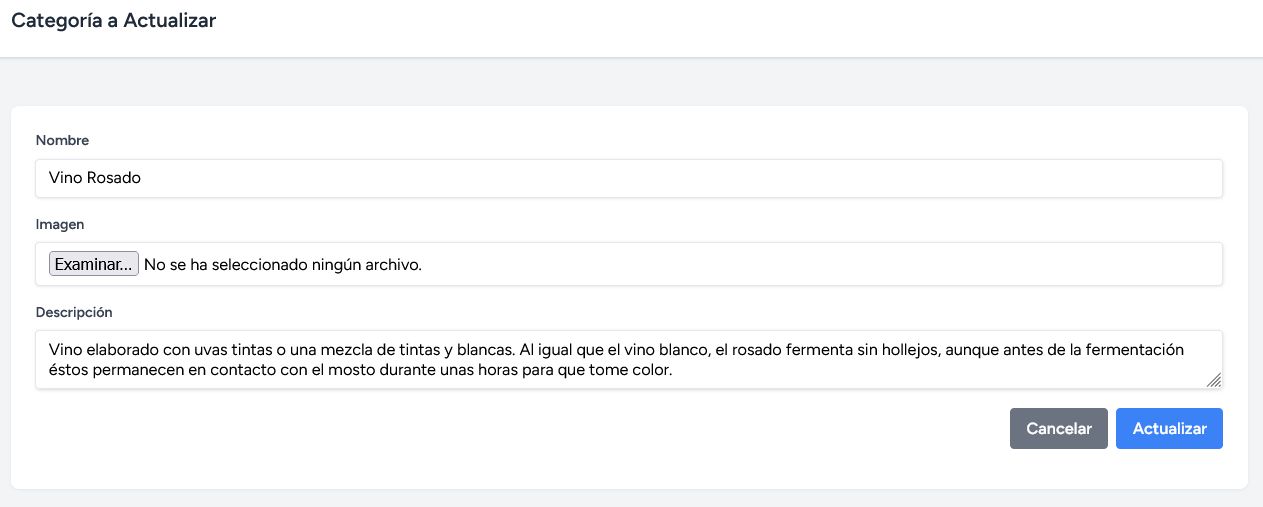 Categoría a Actualizar
Nombre
Vino Rosado
Imagen
Examinar... No se ha seleccionado ningún archivo.
Descripción
Vino elaborado con uvas tintas o una mezcla de tintas y blancas. Al igual que el vino blanco, el rosado fermenta sin hollejos, aunque antes de la fermentación
éstos permanecen en contacto con el mosto durante unas horas para que tome color.
Cancelar Actualizar